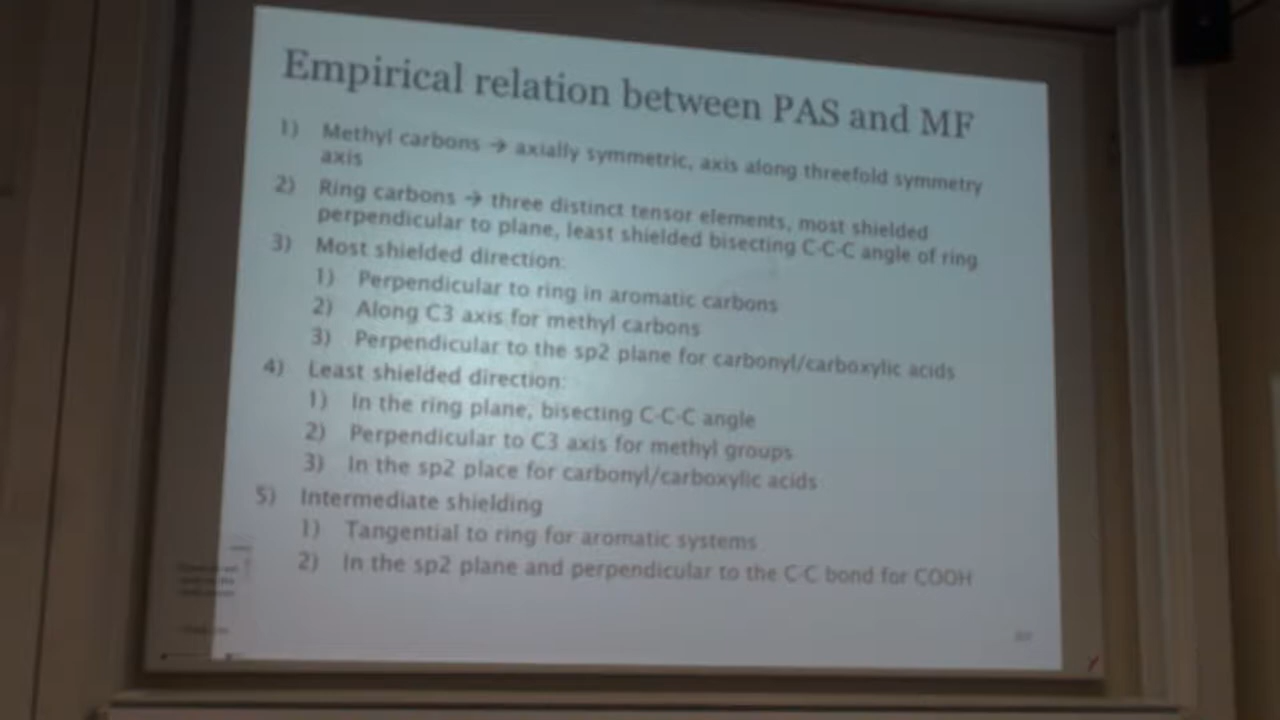 Empirical relation between PAS and MF
1) Methyl carbons → axially symmetric, axis along threefold symmetry
axis
2) Ring carbons → three distinct tensor elements, most shielded
perpendicular to plane, least shielded bisecting C-C-C angle of ring
3) Most shielded direction:
1) Perpendicular to ring in aromatic carbons
2) Along C3 axis for methyl carbons
3) Perpendicular to the sp2 plane for carbonyl/carboxylic acids
4) Least shielded direction:
1) In the ring plane, bisecting C-C-C angle
2) Perpendicular to C3 axis for methyl groups
3) In the sp2 place for carbonyl/carboxylic acids
5) Intermediate shielding
1) Tangential to ring for aromatic systems
2) In the sp2 plane and perpendicular to the C-C bond for COOH